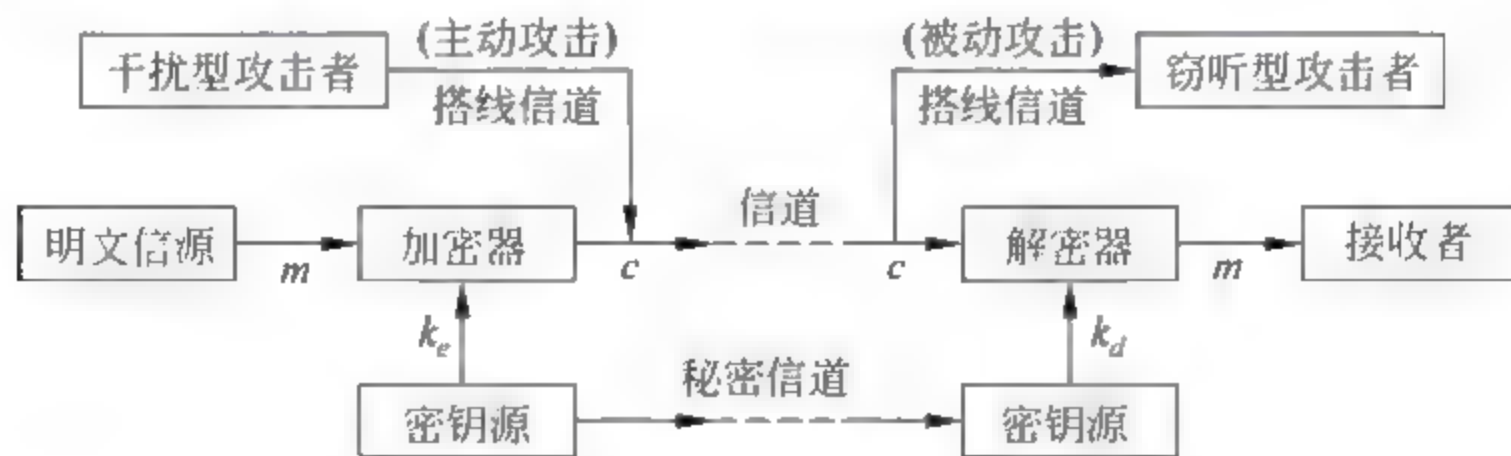 干扰型攻击者 (主动攻击) (被动攻击) 窃听型攻击者
搭线信道 搭线信道
信道
明文信源 m 加密器 c c 解密器 m 接收者
k_e k_d
秘密信道
密钥源 密钥源